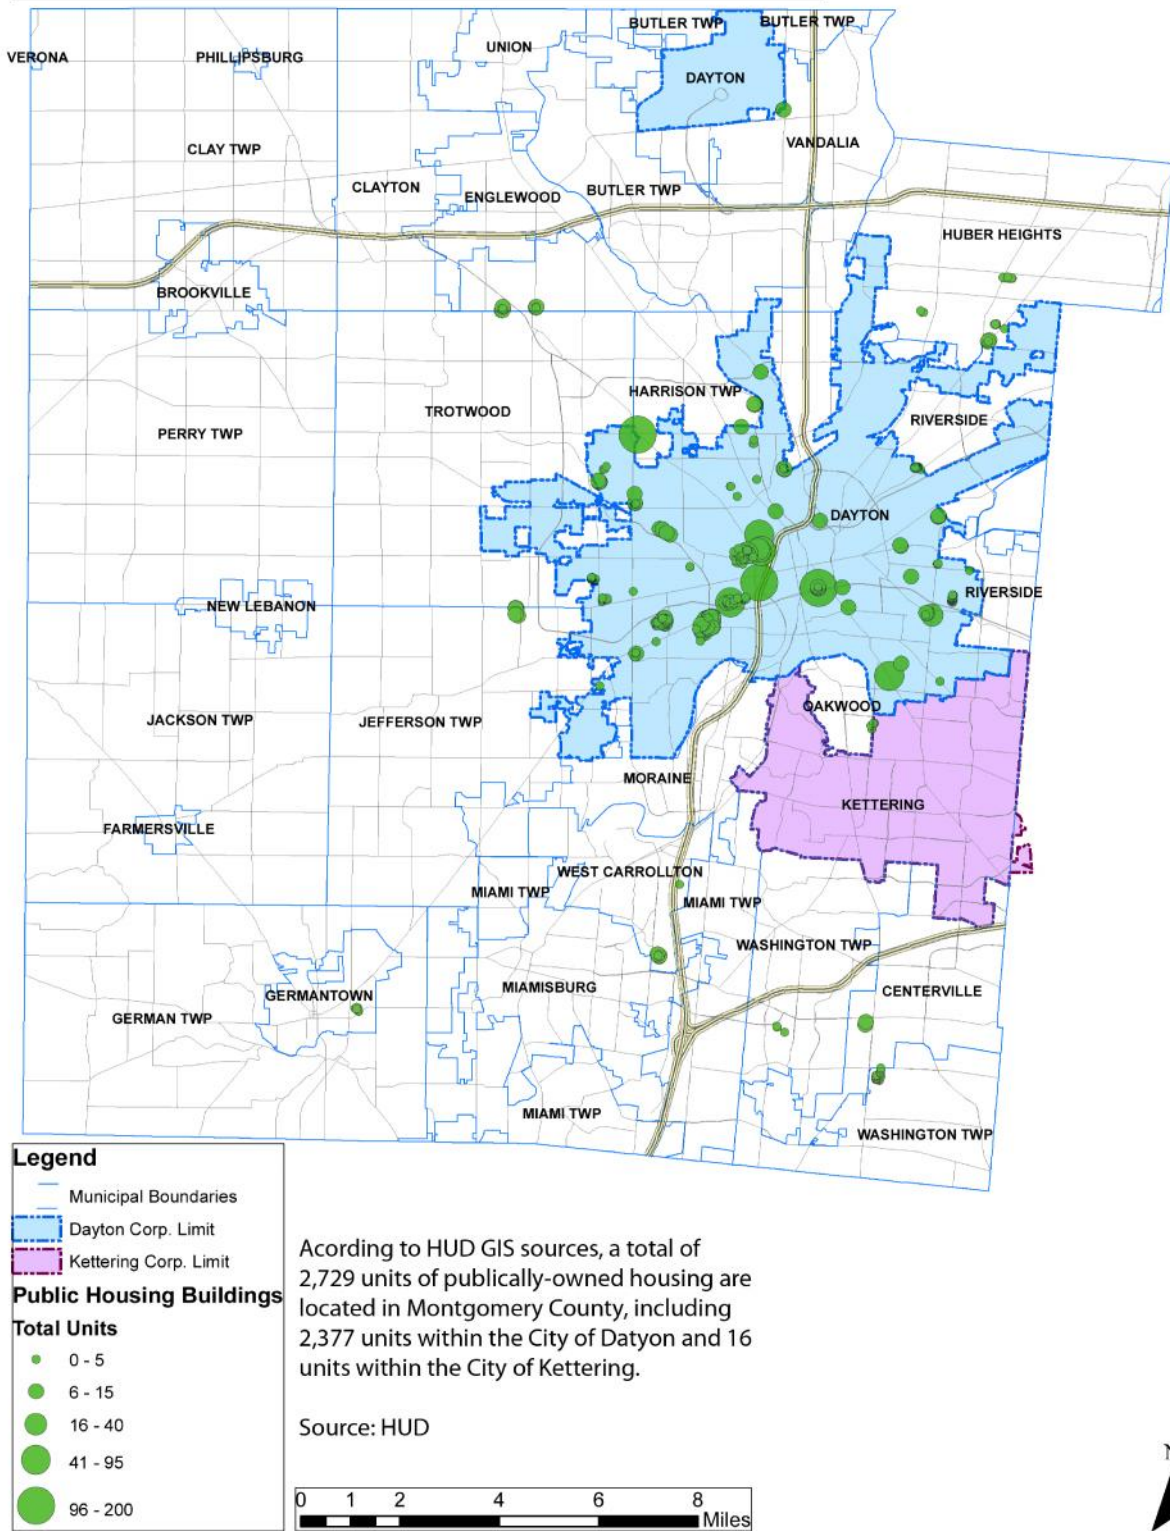 BUTLER TWP
BUTLER TWP
VERONA
PHILLIPSBURG
UNION
DAYTON
VANDALIA
CLAY TWP
CLAYTON
ENGLEWOOD
BUTLER TWP
HUBER HEIGHTS
BROOKVILLE
HARRISON TWP
TROTWOOD
RIVERSIDE
PERRY TWP
DAYTON
NEW LEBANON
RIVERSIDE
JACKSON TWP
JEFFERSON TWP
OAKWOOD
MORAINE
KETTERING
FARMERSVILLE
WEST CARROLLTON
MIAMI TWP
MIAMI TWP
WASHINGTON TWP
MIAMISBURG
CENTERVILLE
GERMANTOWN
GERMAN TWP
MIAMI TWP
WASHINGTON TWP
Legend
Municipal Boundaries
Dayton Corp. Limit
Kettering Corp. Limit
Public Housing Buildings
Total Units
0 - 5
6 - 15
16 - 40
41 - 95
96 - 200
Acording to HUD GIS sources, a total of
2,729 units of publically-owned housing are
located in Montgomery County, including
2,377 units within the City of Datyon and 16
units within the City of Kettering.
Source: HUD
0 1 2 4 6 8
Miles